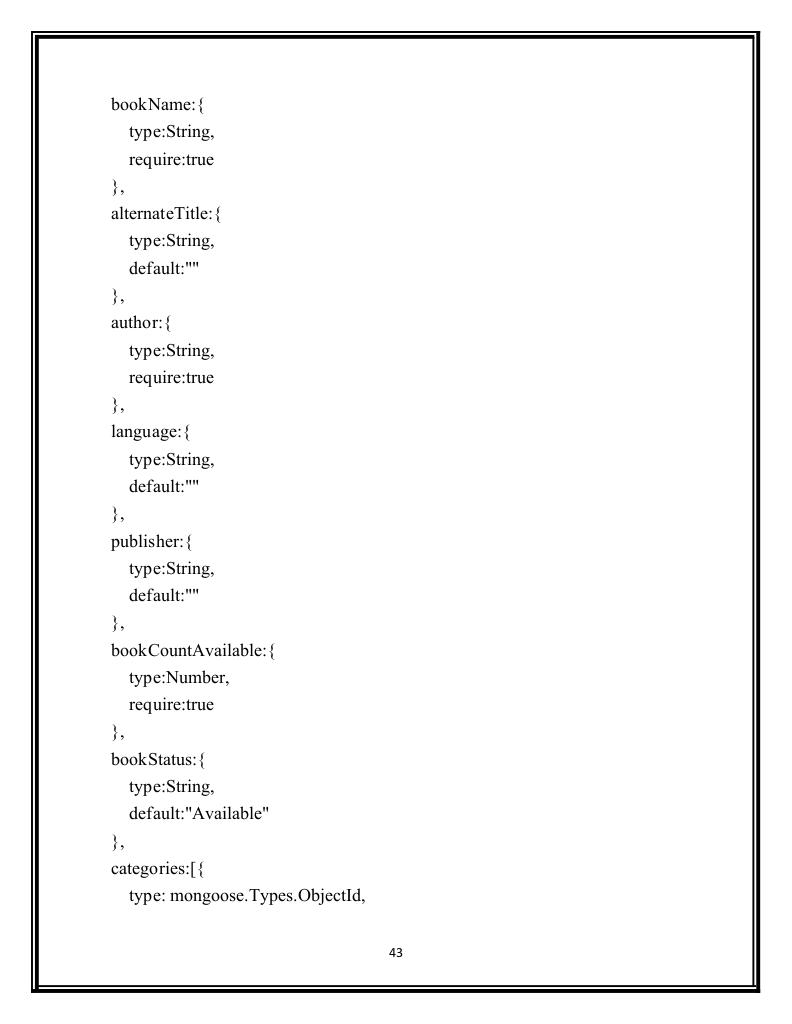 bookName:{
type:String,
require:true
},
alternateTitle:{
type:String,
default:""
},
author:{
type:String,
require:true
},
language:{
type:String,
default:""
},
publisher:{
type:String,
default:""
},
bookCountAvailable:{
type:Number,
require:true
},
bookStatus:{
type:String,
default:"Available"
},
categories:[{
type: mongoose.Types.ObjectId,
43